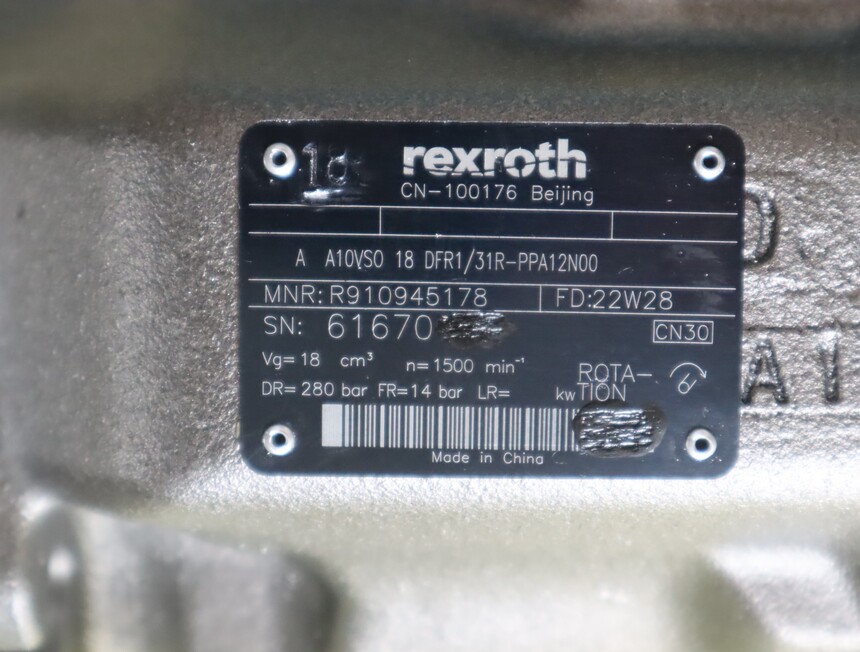 rexroth
CN-100176 Beijing
A A10VSO 18 DFR1/31R-PPA12N00
MNR: R910945178 FD:22W28
SN: 61670
CN30
Vg= 18 cm³ n= 1500 min⁻¹
DR= 280 bar FR= 14 bar LR= kw
ROTA-
TION
Made in China
A1